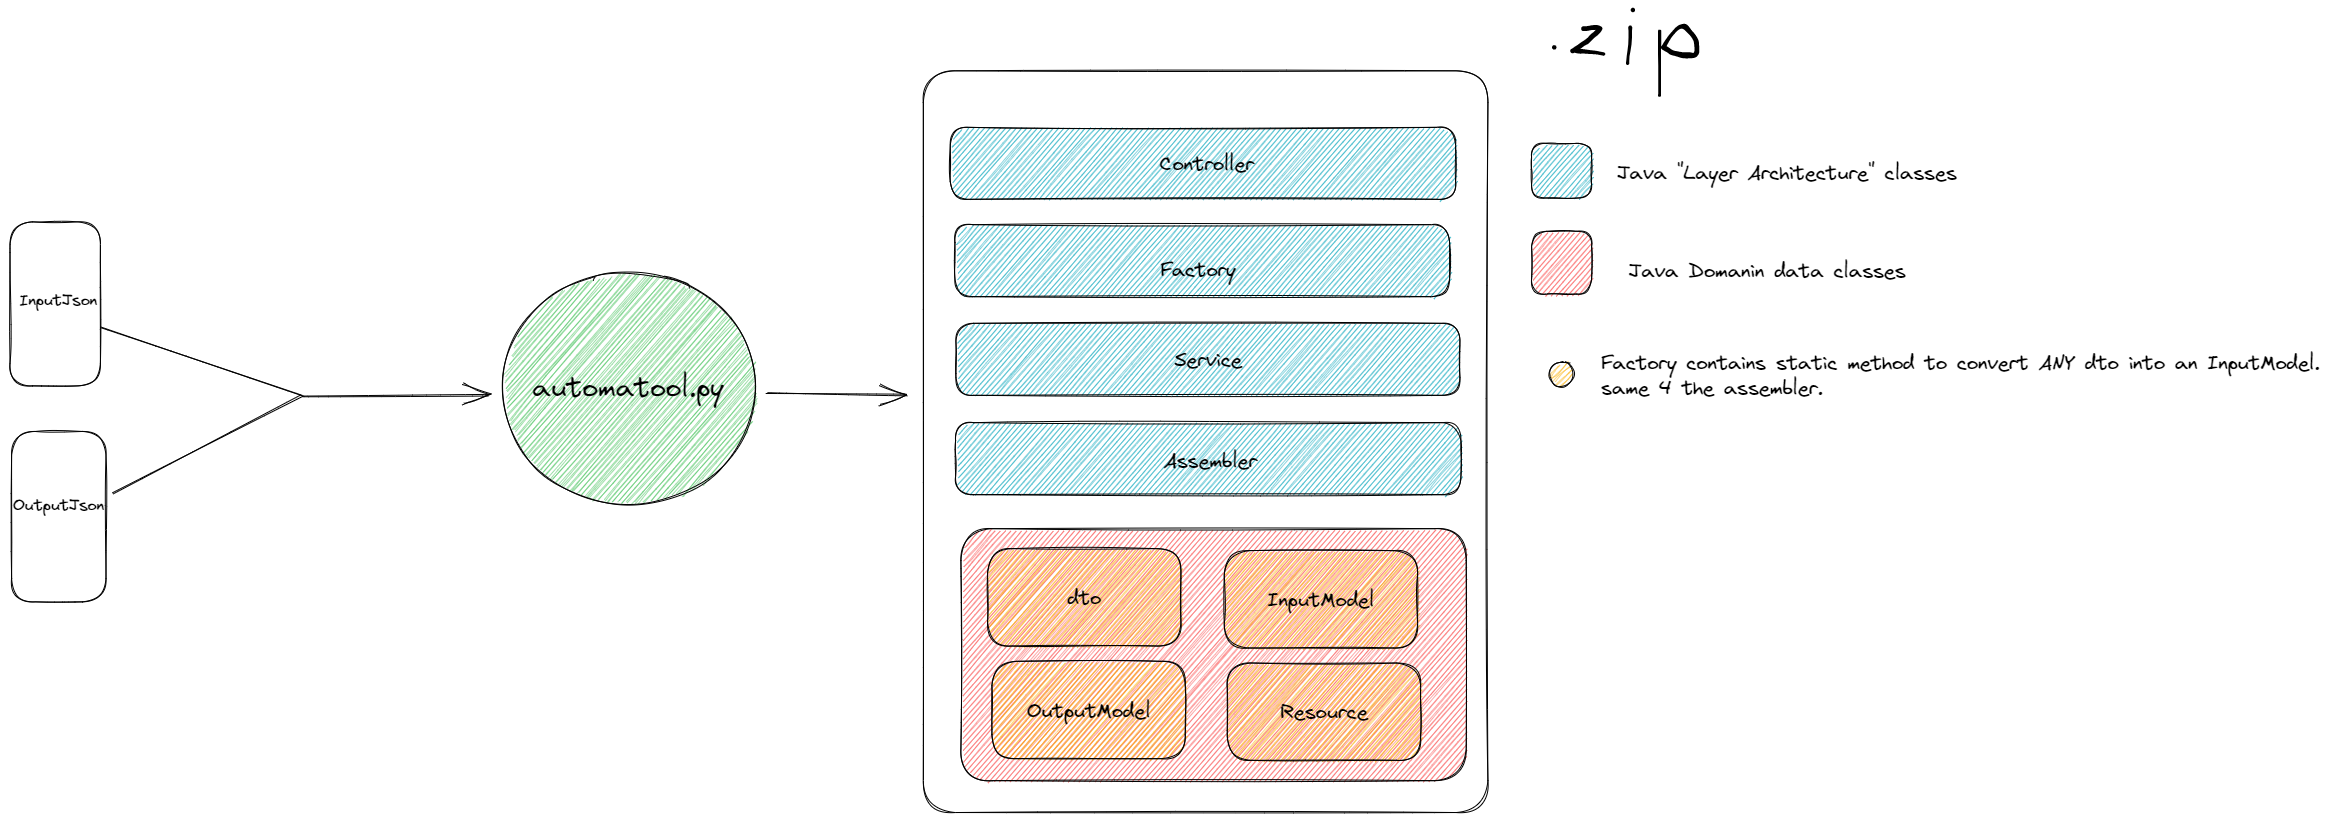 .zip
Controller
Java "Layer Architecture" classes
Factory
Java Domanin data classes
InputJson
Service
Factory contains static method to convert ANY dto into an InputModel.
same 4 the assembler.
automatool.py
Assembler
OutputJson
dto
InputModel
OutputModel
Resource